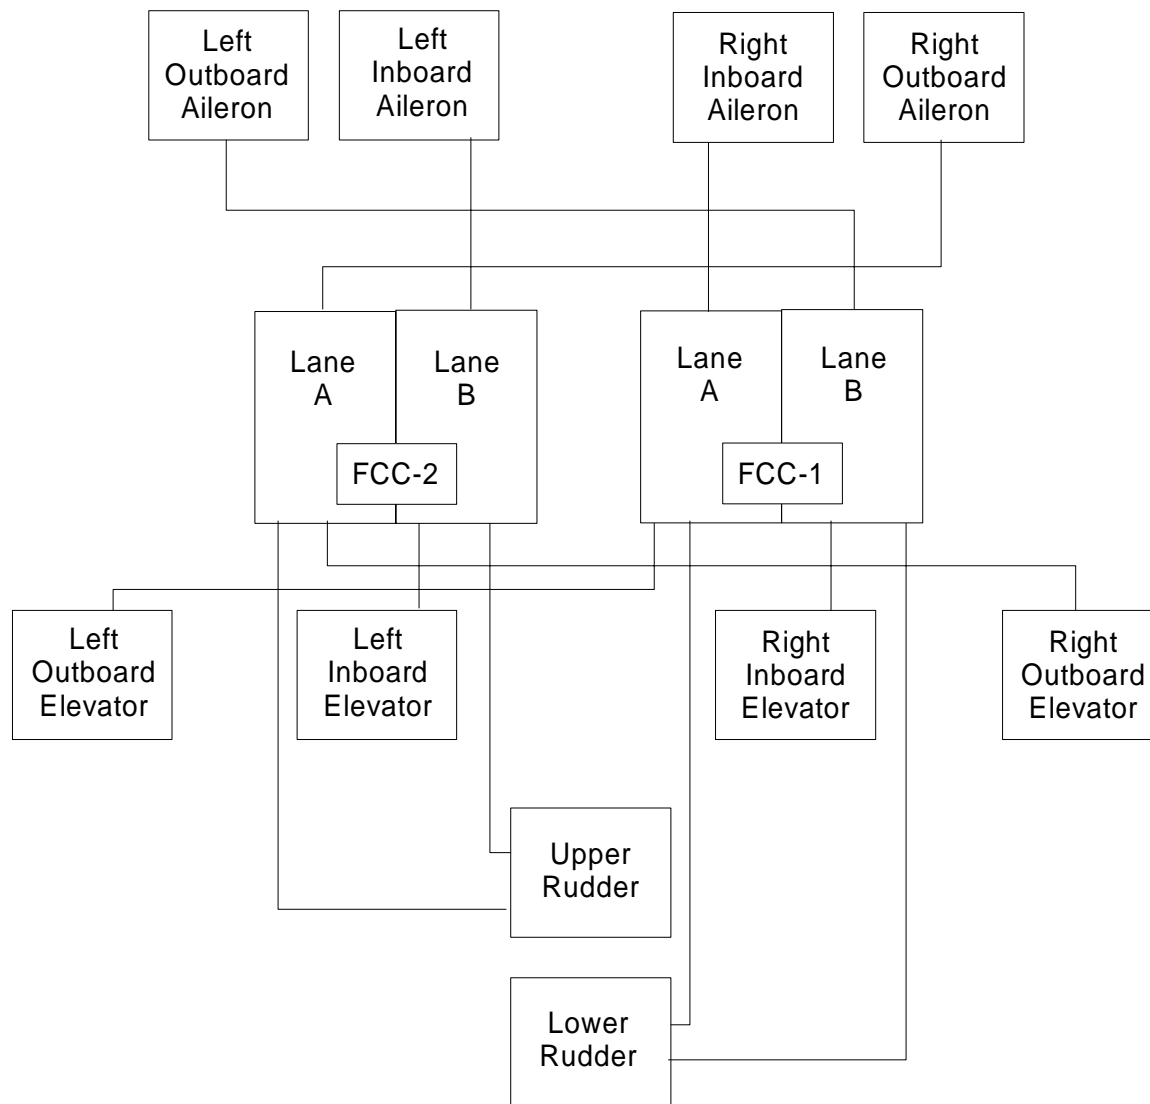 Left
Outboard
Aileron
Left
Inboard
Aileron
Right
Inboard
Aileron
Right
Outboard
Aileron
Lane
A
Lane
B
FCC-2
Lane
A
Lane
B
FCC-1
Left
Outboard
Elevator
Left
Inboard
Elevator
Right
Inboard
Elevator
Right
Outboard
Elevator
Upper
Rudder
Lower
Rudder